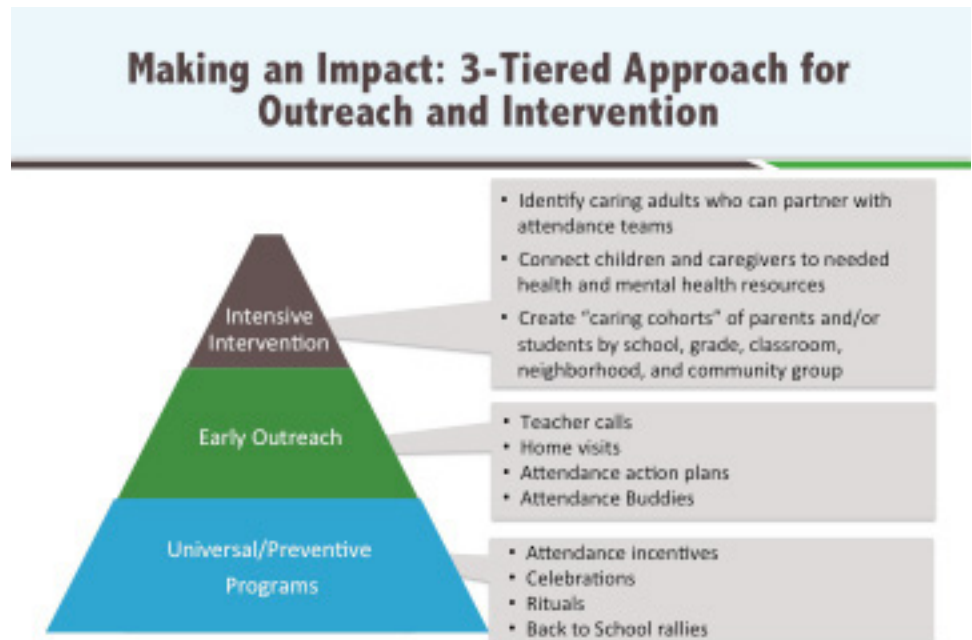 Making an Impact: 3-Tiered Approach for
Outreach and Intervention
Intensive
Intervention
• Identify caring adults who can partner with
attendance teams
• Connect children and caregivers to needed
health and mental health resources
• Create “caring cohorts” of parents and/or
students by school, grade, classroom,
neighborhood, and community group
Early Outreach
• Teacher calls
• Home visits
• Attendance action plans
• Attendance Buddies
Universal/Preventive
Programs
• Attendance incentives
• Celebrations
• Rituals
• Back to School rallies